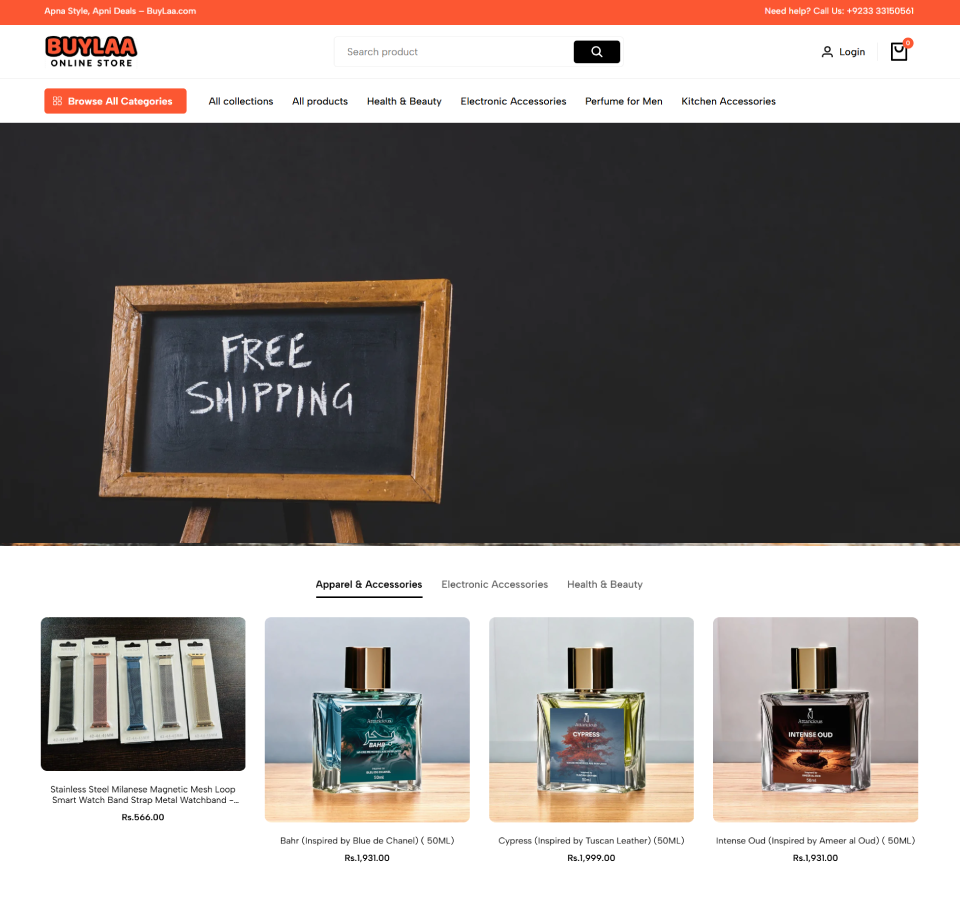 Apna Style, Apni Deals – BuyLaa.com
Need help? Call Us: +9233 33150561
BUYLAA
ONLINE STORE
Search product
Login
0
Browse All Categories
All collections
All products
Health & Beauty
Electronic Accessories
Perfume for Men
Kitchen Accessories
FREE
SHIPPING
Apparel & Accessories
Electronic Accessories
Health & Beauty
BAHR
CYPRESS
INTENSE OUD
Stainless Steel Milanese Magnetic Mesh Loop
Smart Watch Band Strap Metal Watchband -...
Rs.566.00
Bahr (Inspired by Blue de Chanel) ( 50ML)
Rs.1,931.00
Cypress (Inspired by Tuscan Leather) (50ML)
Rs.1,999.00
Intense Oud (Inspired by Ameer al Oud) ( 50ML)
Rs.1,931.00